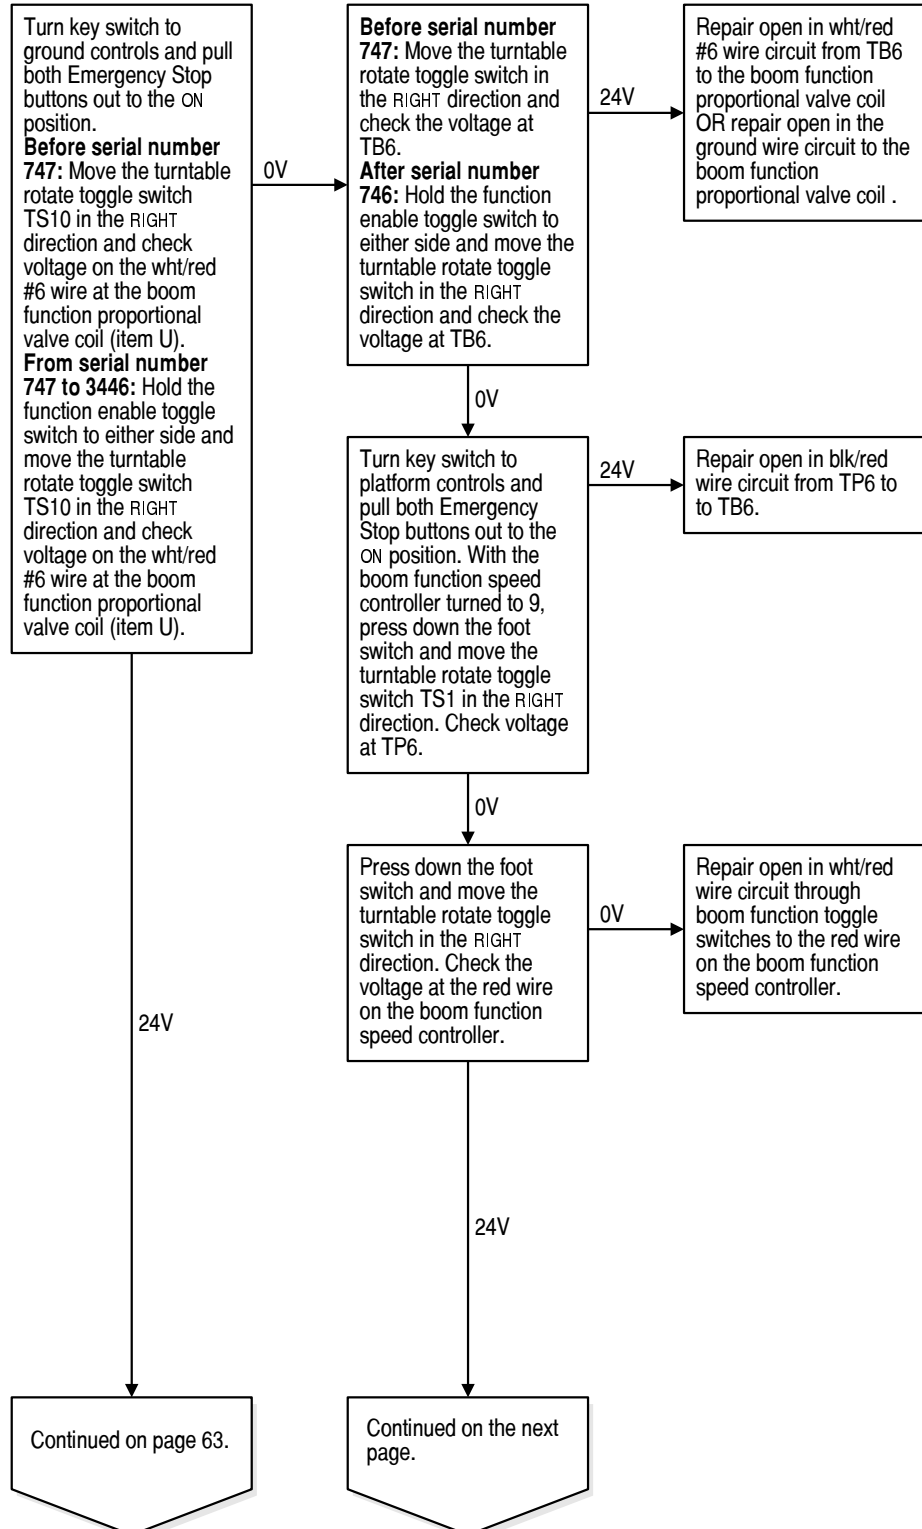 Turn key switch to
ground controls and pull
both Emergency Stop
buttons out to the ON
position.
Before serial number
747: Move the turntable
rotate toggle switch
TS10 in the RIGHT
direction and check
voltage on the wht/red
#6 wire at the boom
function proportional
valve coil (item U).
From serial number
747 to 3446: Hold the
function enable toggle
switch to either side and
move the turntable
rotate toggle switch
TS10 in the RIGHT
direction and check
voltage on the wht/red
#6 wire at the boom
function proportional
valve coil (item U).
0V
Before serial number
747: Move the turntable
rotate toggle switch in
the RIGHT direction and
check the voltage at
TB6.
After serial number
746: Hold the function
enable toggle switch to
either side and move the
turntable rotate toggle
switch in the RIGHT
direction and check the
voltage at TB6.
24V
Repair open in wht/red
#6 wire circuit from TB6
to the boom function
proportional valve coil
OR repair open in the
ground wire circuit to the
boom function
proportional valve coil .
0V
Turn key switch to
platform controls and
pull both Emergency
Stop buttons out to the
ON position. With the
boom function speed
controller turned to 9,
press down the foot
switch and move the
turntable rotate toggle
switch TS1 in the RIGHT
direction. Check voltage
at TP6.
24V
Repair open in blk/red
wire circuit from TP6 to
to TB6.
0V
Press down the foot
switch and move the
turntable rotate toggle
switch in the RIGHT
direction. Check the
voltage at the red wire
on the boom function
speed controller.
0V
Repair open in wht/red
wire circuit through
boom function toggle
switches to the red wire
on the boom function
speed controller.
24V
24V
Continued on page 63.
Continued on the next
page.